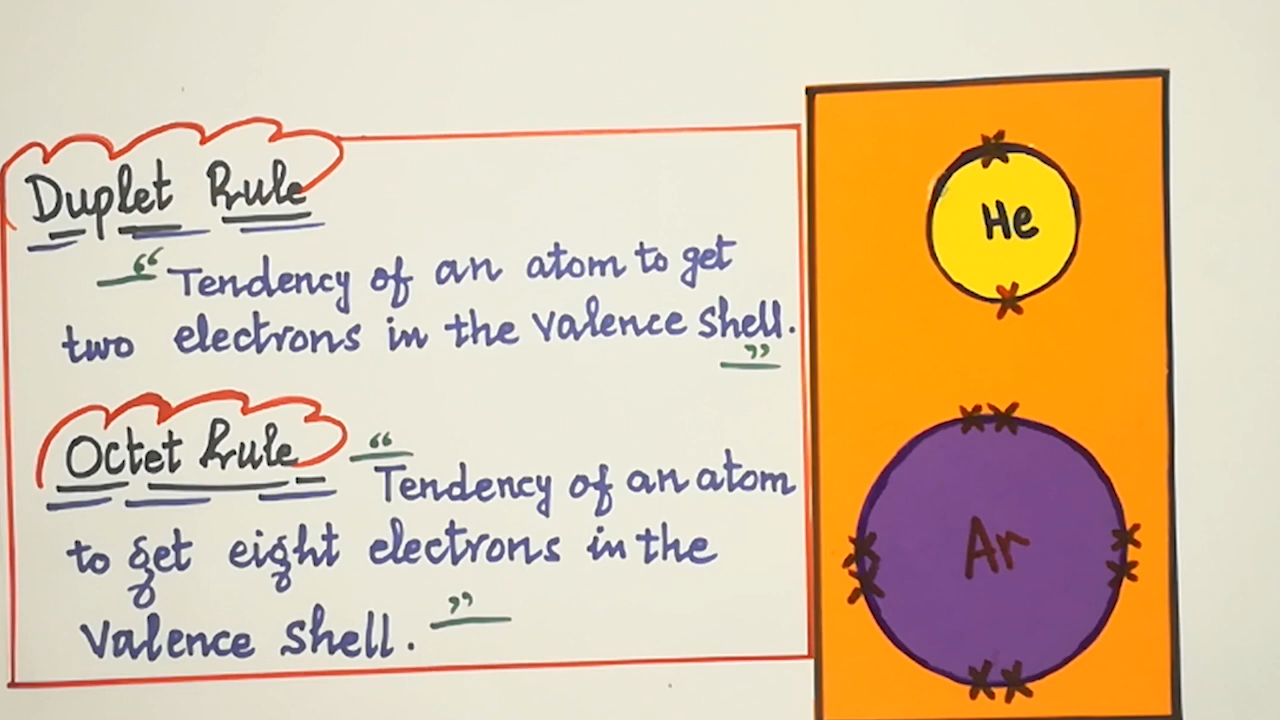 Duplet Rule
“Tendency of an atom to get
two electrons in the valence shell.”
Octet Rule “Tendency of an atom
to get eight electrons in the
valence shell.”
He
Ar